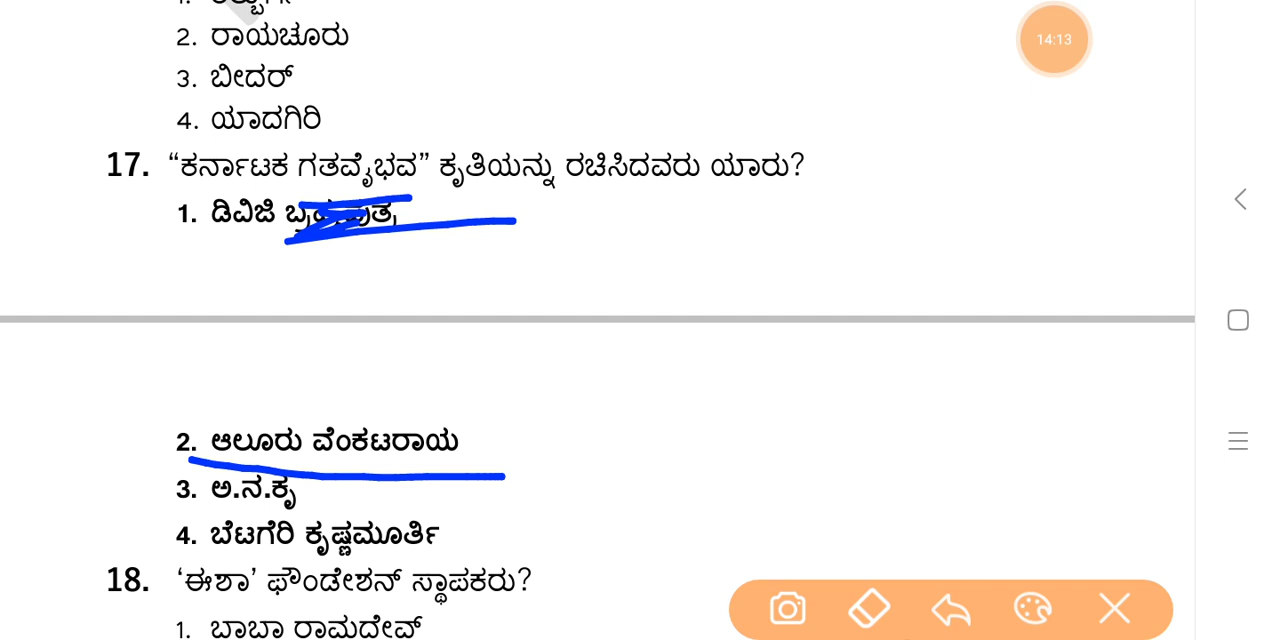 2. ರಾಯಚೂರು
14:13
3. ಬೀದರ್
4. ಯಾದಗಿರಿ
17. “ಕರ್ನಾಟಕ ಗತವೈಭವ” ಕೃತಿಯನ್ನು ರಚಿಸಿದವರು ಯಾರು?
1. ಡಿವಿಜಿ
2. ಆಲೂರು ವೆಂಕಟರಾಯ
3. ಅ.ನ.ಕೃ
4. ಬೆಟಗೆರಿ ಕೃಷ್ಣಮೂರ್ತಿ
18. ‘ಈಶಾ’ ಫೌಂಡೇಶನ್ ಸ್ಥಾಪಕರು?
1. ಬಾಬಾ ರಾಮದೇವ್